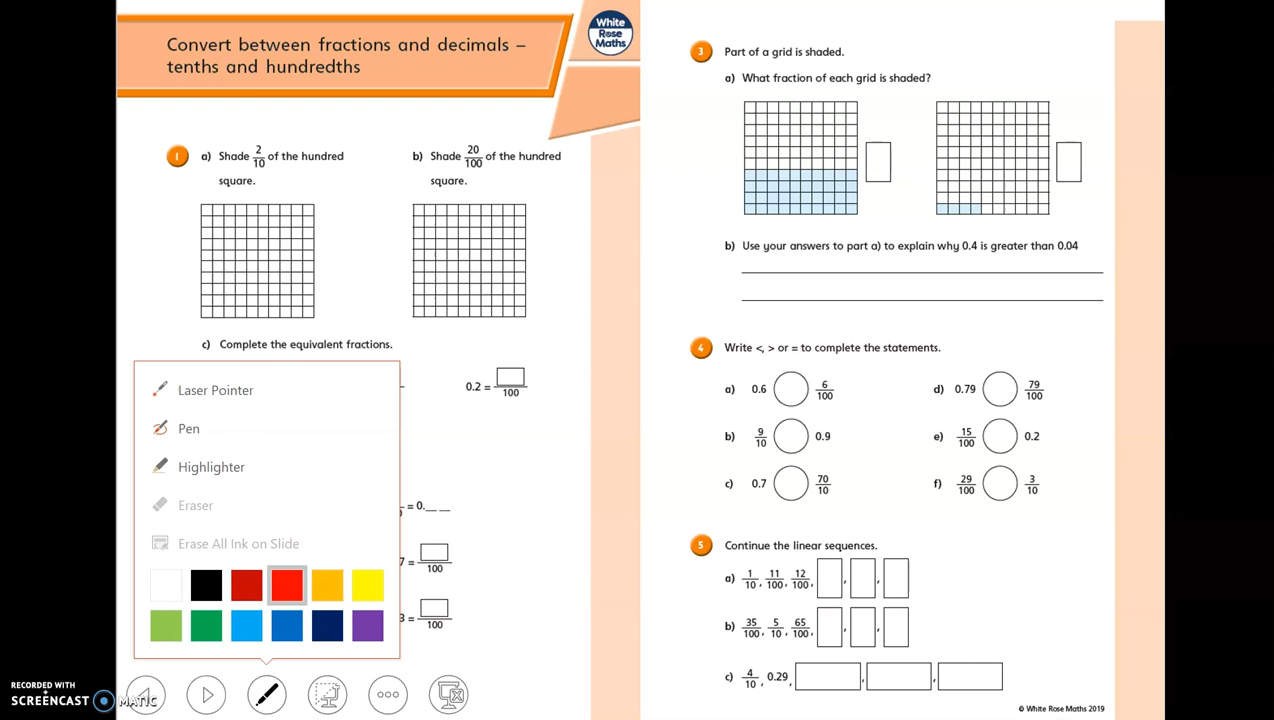 Convert between fractions and decimals –
tenths and hundredths
White
Rose
Maths
1
a) Shade 2/10 of the hundred
square.
b) Shade 20/100 of the hundred
square.
c) Complete the equivalent fractions.
0.2 = /100
= 0.__ __
7 = /100
3 = /100
Laser Pointer
Pen
Highlighter
Eraser
Erase All Ink on Slide
RECORDED WITH
SCREENCAST MATIC
3 Part of a grid is shaded.
a) What fraction of each grid is shaded?
b) Use your answers to part a) to explain why 0.4 is greater than 0.04
4 Write <, > or = to complete the statements.
a) 0.6 6/100
d) 0.79 79/100
b) 9/10 0.9
e) 15/100 0.2
c) 0.7 70/10
f) 29/100 3/10
5 Continue the linear sequences.
a) 1/10, 11/100, 12/100, , ,
b) 35/100, 5/10, 65/100, , ,
c) 4/10, 0.29, , ,
© White Rose Maths 2019